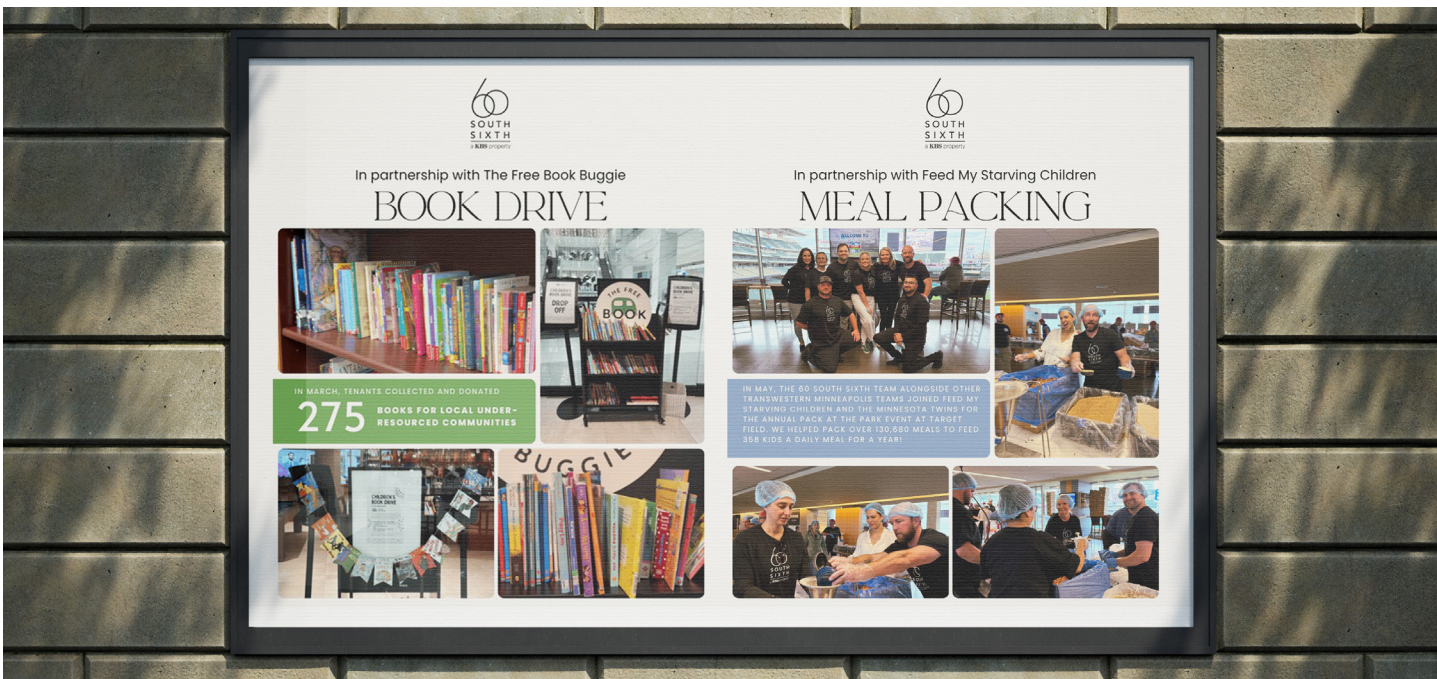 60
SOUTH
SIXTH
a KBS property
In partnership with The Free Book Buggie
BOOK DRIVE
CHILDREN'S
BOOK DRIVE
DROP
OFF
THE FREE
BOOK
IN MARCH, TENANTS COLLECTED AND DONATED
275 BOOKS FOR LOCAL UNDER-
RESOURCED COMMUNITIES
CHILDREN'S
BOOK DRIVE
BUGGIE
60
SOUTH
SIXTH
a KBS property
In partnership with Feed My Starving Children
MEAL PACKING
WELCOME TO
IN MAY, THE 60 SOUTH SIXTH TEAM ALONGSIDE OTHER
TRANSWESTERN MINNEAPOLIS TEAMS JOINED FEED MY
STARVING CHILDREN AND THE MINNESOTA TWINS FOR
THE ANNUAL PACK AT THE PARK EVENT AT TARGET
FIELD. WE HELPED PACK OVER 130,680 MEALS TO FEED
358 KIDS A DAILY MEAL FOR A YEAR!
60
SOUTH
SIXTH